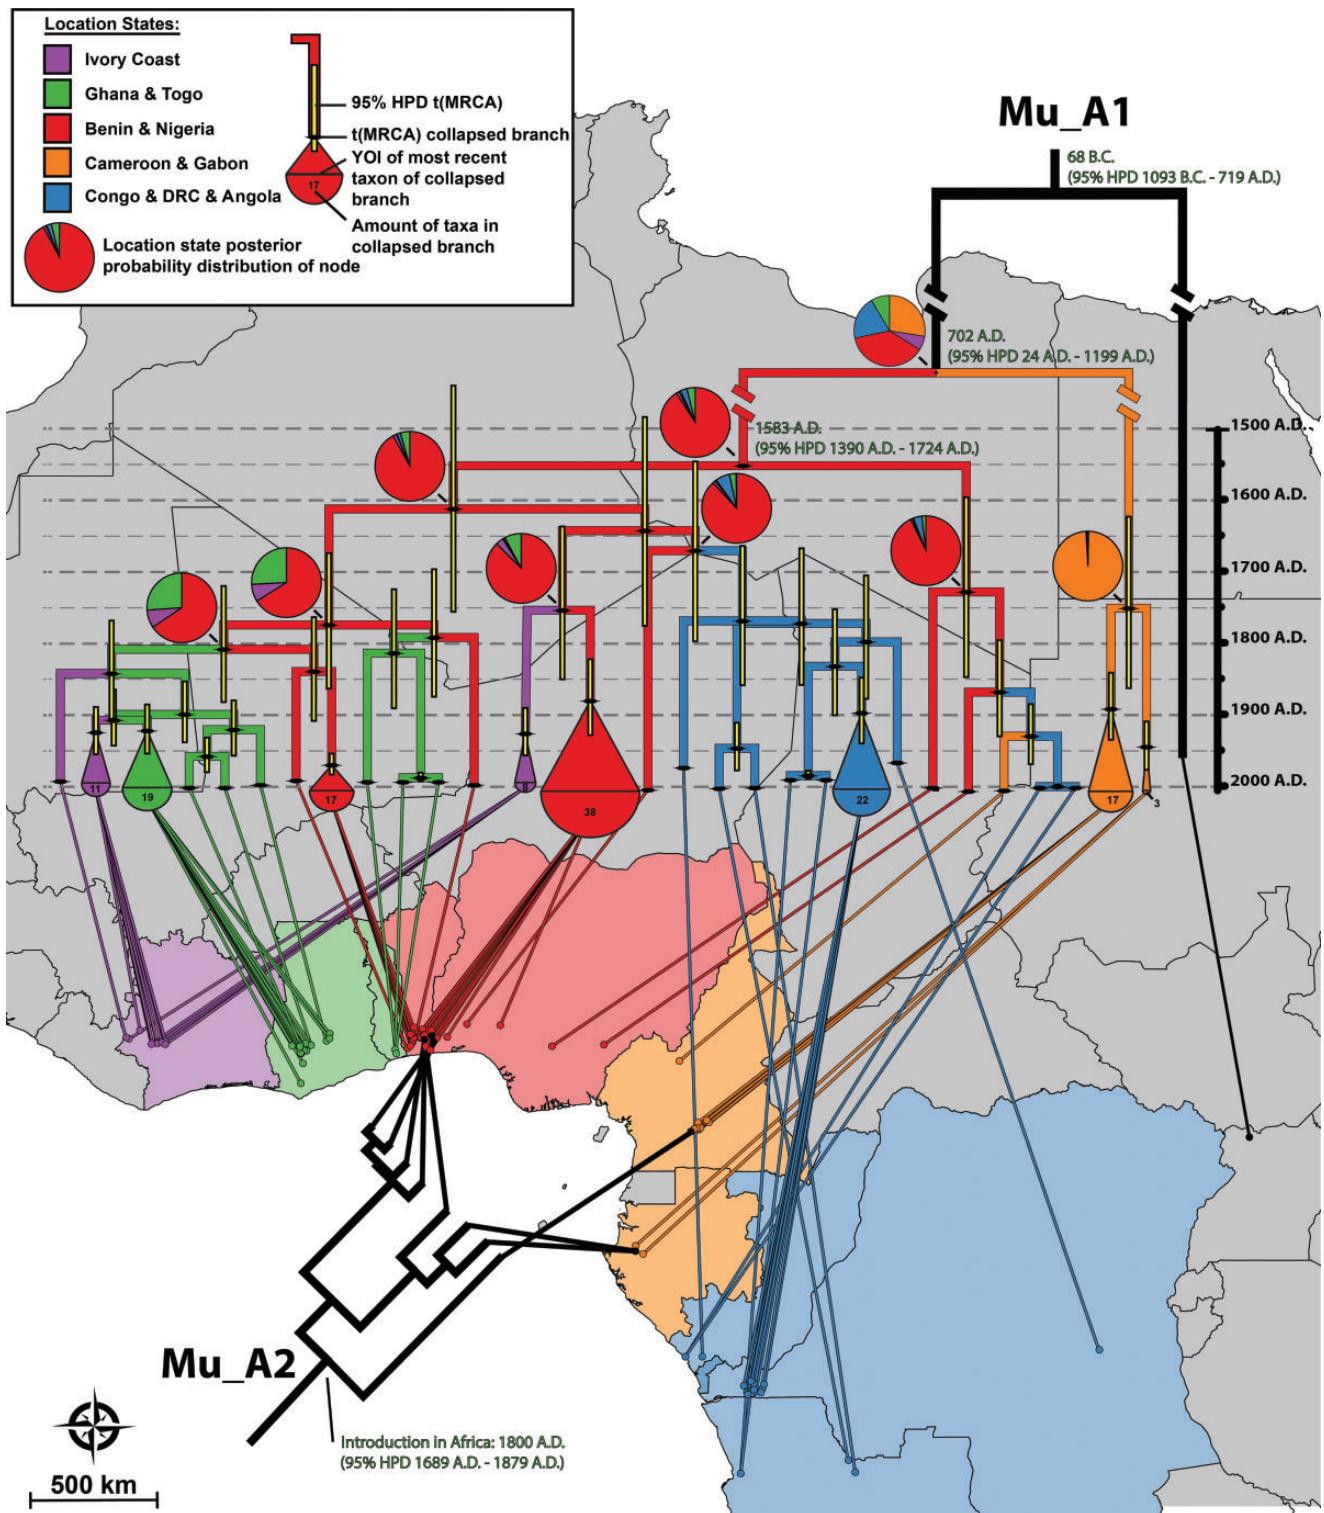 Location States:
Ivory Coast
Ghana & Togo
Benin & Nigeria
Cameroon & Gabon
Congo & DRC & Angola
Location state posterior
probability distribution of node
95% HPD t(MRCA)
t(MRCA) collapsed branch
YOI of most recent
taxon of collapsed
branch
17
Amount of taxa in
collapsed branch
Mu_A1
68 B.C.
(95% HPD 1093 B.C. - 719 A.D.)
702 A.D.
(95% HPD 24 A.D. - 1199 A.D.)
1583 A.D.
(95% HPD 1390 A.D. - 1724 A.D.)
1500 A.D.
1600 A.D.
1700 A.D.
1800 A.D.
1900 A.D.
2000 A.D.
11
19
17
8
38
22
17
3
Mu_A2
Introduction in Africa: 1800 A.D.
(95% HPD 1689 A.D. - 1879 A.D.)
500 km